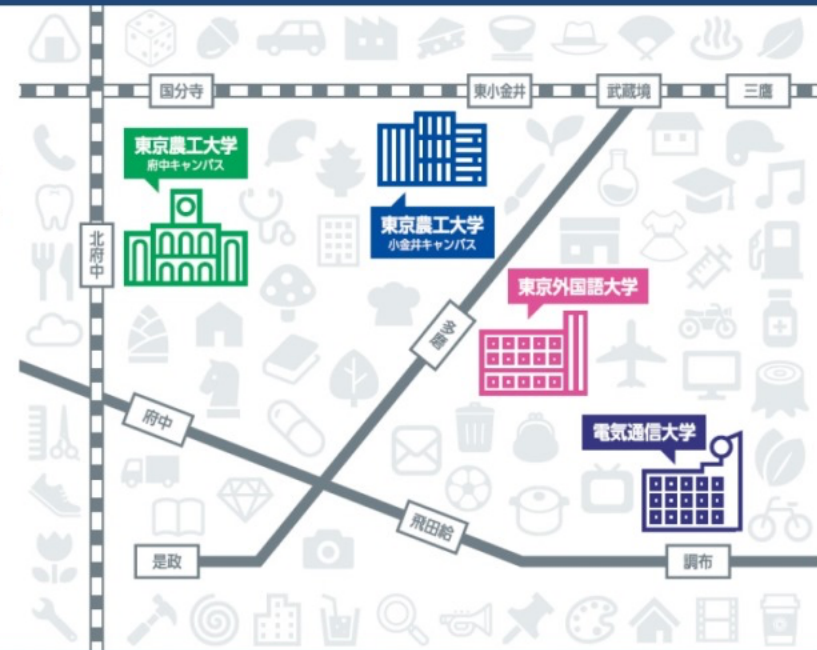 国分寺
東小金井
武蔵境
三鷹
東京農工大学
府中キャンパス
東京農工大学
小金井キャンパス
北府中
東京外国語大学
多磨
府中
電気通信大学
飛田給
是政
調布